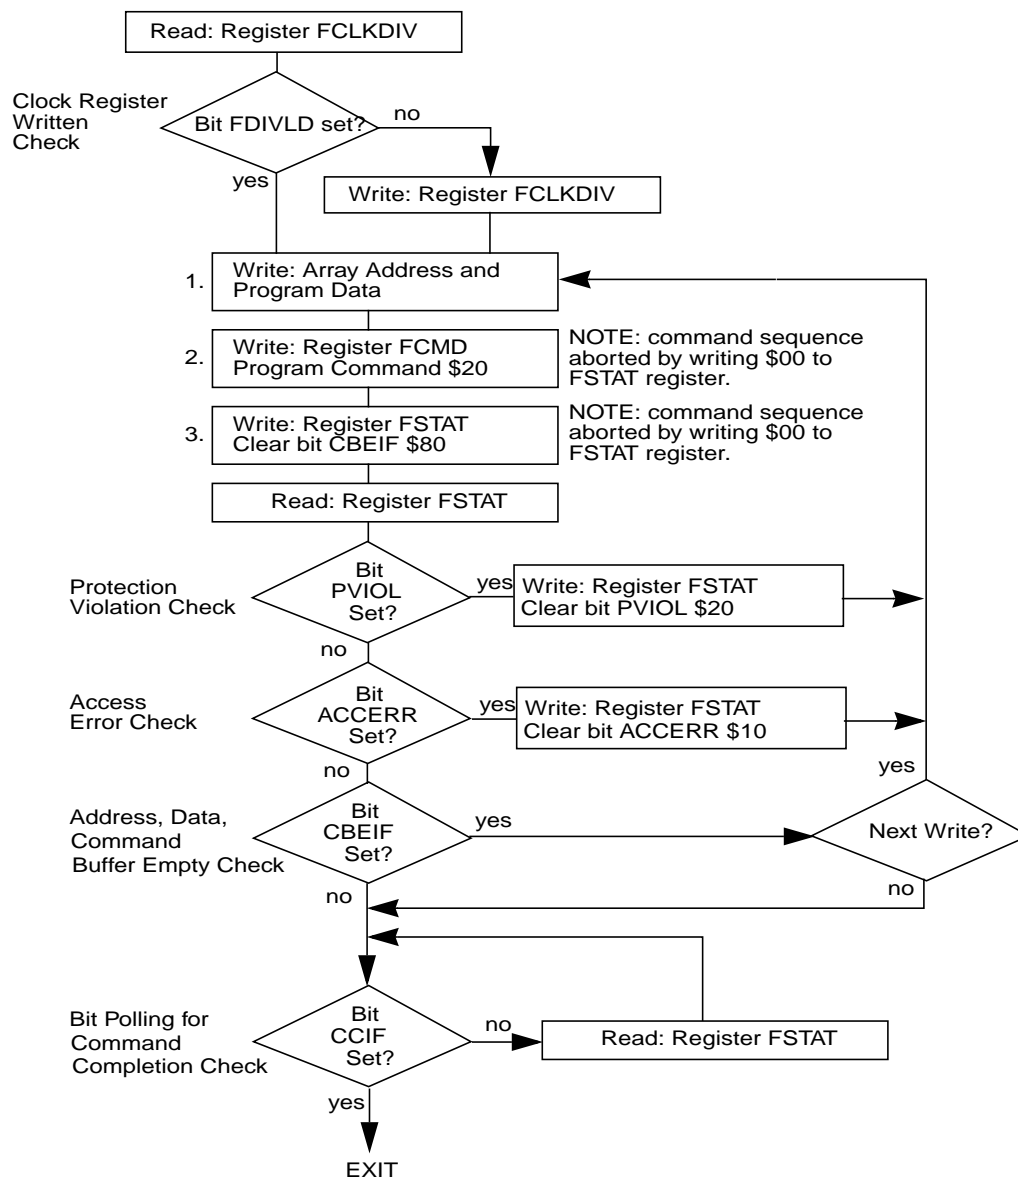 Read: Register FCLKDIV
Clock Register
Written
Check
Bit FDIVLD set?
no
yes
Write: Register FCLKDIV
1.
Write: Array Address and
Program Data
2.
Write: Register FCMD
Program Command $20
NOTE: command sequence
aborted by writing $00 to
FSTAT register.
3.
Write: Register FSTAT
Clear bit CBEIF $80
NOTE: command sequence
aborted by writing $00 to
FSTAT register.
Read: Register FSTAT
Protection
Violation Check
Bit
PVIOL
Set?
yes
Write: Register FSTAT
Clear bit PVIOL $20
no
Access
Error Check
Bit
ACCERR
Set?
yes
Write: Register FSTAT
Clear bit ACCERR $10
no
yes
Address, Data,
Command
Buffer Empty Check
Bit
CBEIF
Set?
yes
Next Write?
no
no
Bit Polling for
Command
Completion Check
Bit
CCIF
Set?
no
Read: Register FSTAT
yes
EXIT